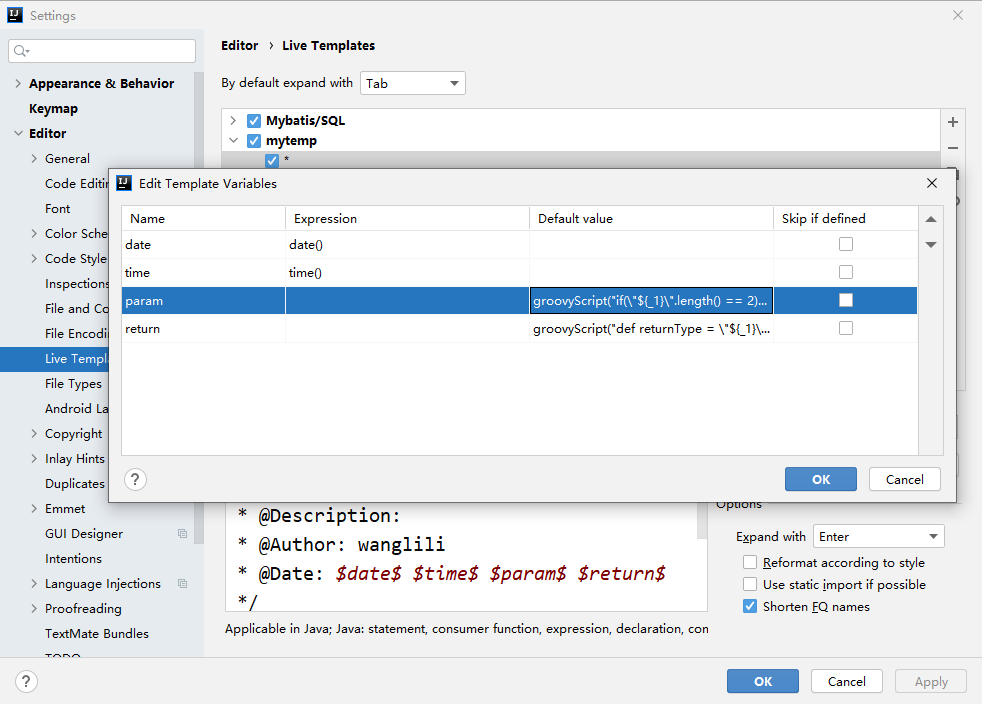 Settings
Editor › Live Templates
By default expand with Tab
Appearance & Behavior
Keymap
Editor
General
Code Editin
Font
Color Sche
Code Style
Inspections
File and Co
File Encodi
Live Templa
File Types
Android La
Copyright
Inlay Hints
Duplicates
Emmet
GUI Designer
Intentions
Language Injections
Proofreading
TextMate Bundles
TODO
Mybatis/SQL
mytemp
*
Edit Template Variables
Name Expression Default value Skip if defined
date date()
time time()
param groovyScript("if(\"${_1}\".length() == 2)...
return groovyScript("def returnType = \"${_1}\...
?
OK Cancel
* @Description:
* @Author: wanglili
* @Date: $date$ $time$ $param$ $return$
*/
Options
Expand with Enter
Reformat according to style
Use static import if possible
Shorten FQ names
Applicable in Java; Java: statement, consumer function, expression, declaration, con
?
OK Cancel Apply